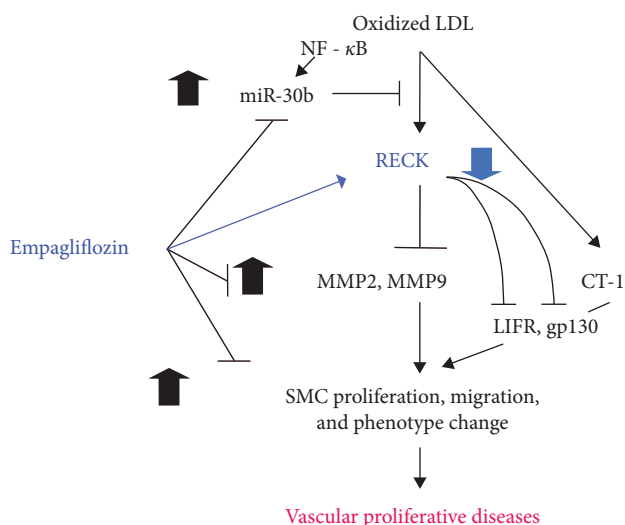 Oxidized LDL
NF - κB
miR-30b
RECK
Empagliflozin
MMP2, MMP9
CT-1
LIFR, gp130
SMC proliferation, migration,
and phenotype change
Vascular proliferative diseases